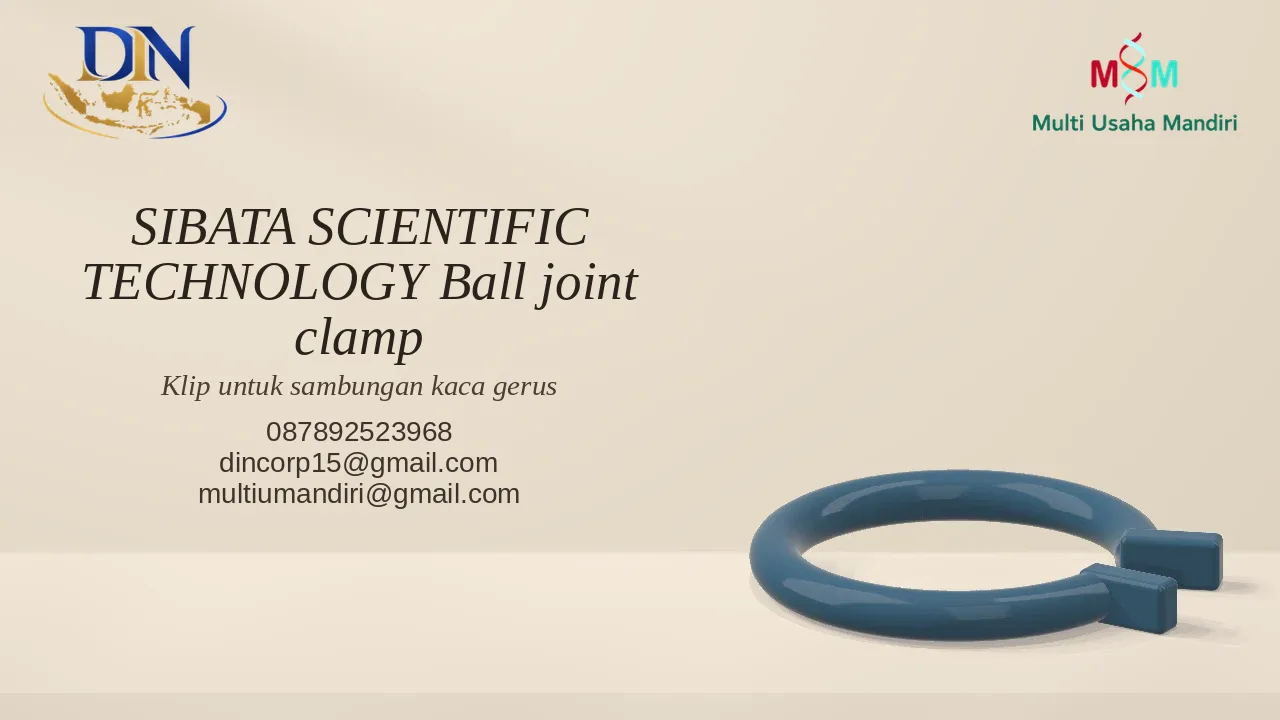 DIN
MSM
Multi Usaha Mandiri
SIBATA SCIENTIFIC
TECHNOLOGY Ball joint
clamp
Klip untuk sambungan kaca gerus
087892523968
dincorp15@gmail.com
multiumandiri@gmail.com